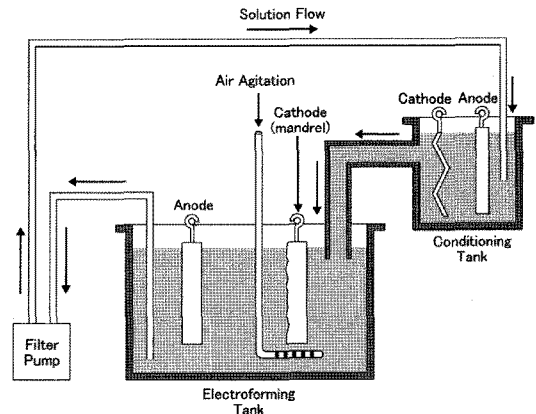 Solution Flow
Air Agitation
Cathode
(mandrel)
Cathode Anode
Anode
Conditioning
Tank
Filter
Pump
Electroforming
Tank